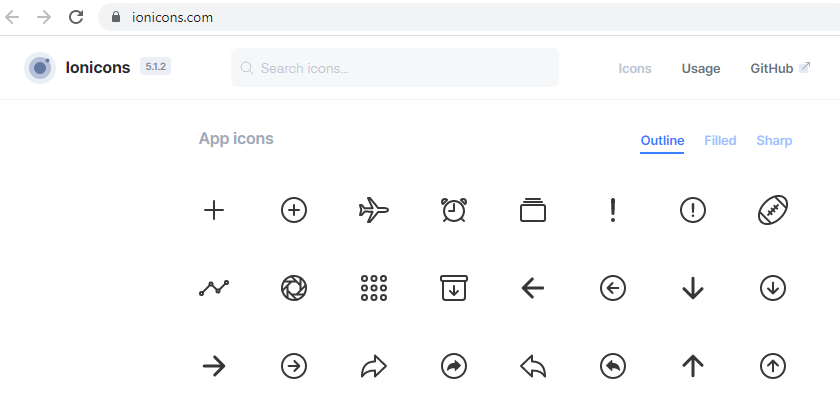 ionicons.com
Ionicons 5.1.2 Search icons... Icons Usage GitHub
App icons Outline Filled Sharp